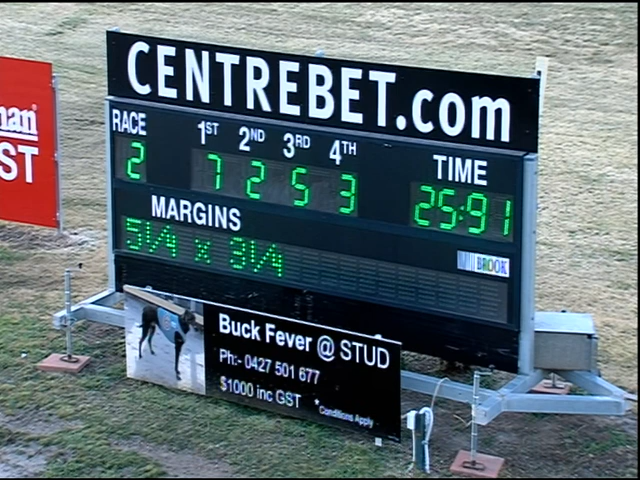 CENTREBET.com
RACE 1ST 2ND 3RD 4TH TIME
2 7 2 5 3 25:91
MARGINS
5 1/4 x 3 1/4
BROOK
ST
Buck Fever @ STUD
Ph:- 0427 501 677
$1000 inc GST *Conditions Apply